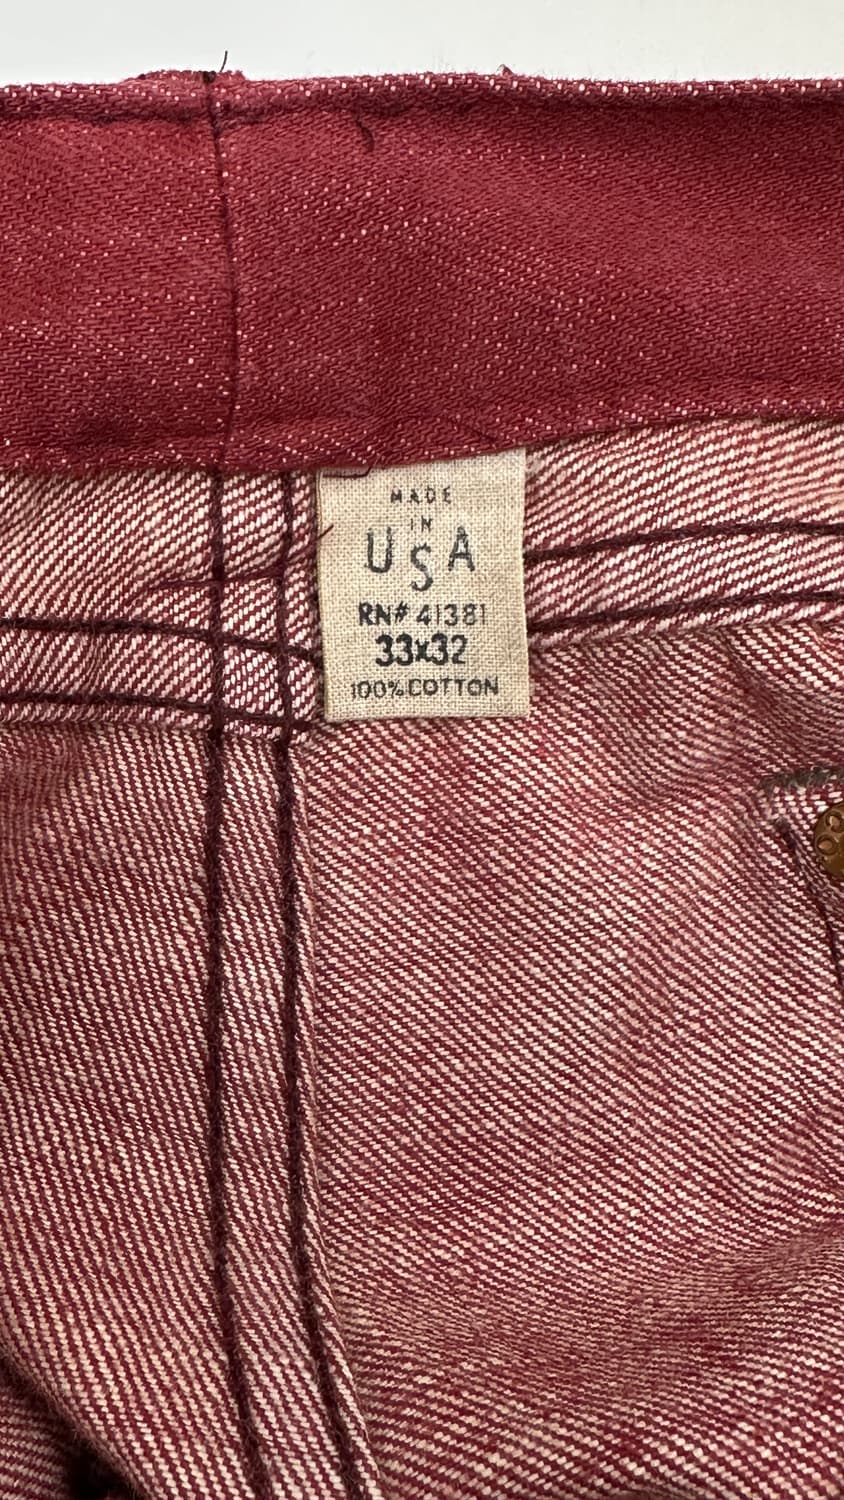 MADE
IN
USA
RN# 41381
33x32
100% COTTON